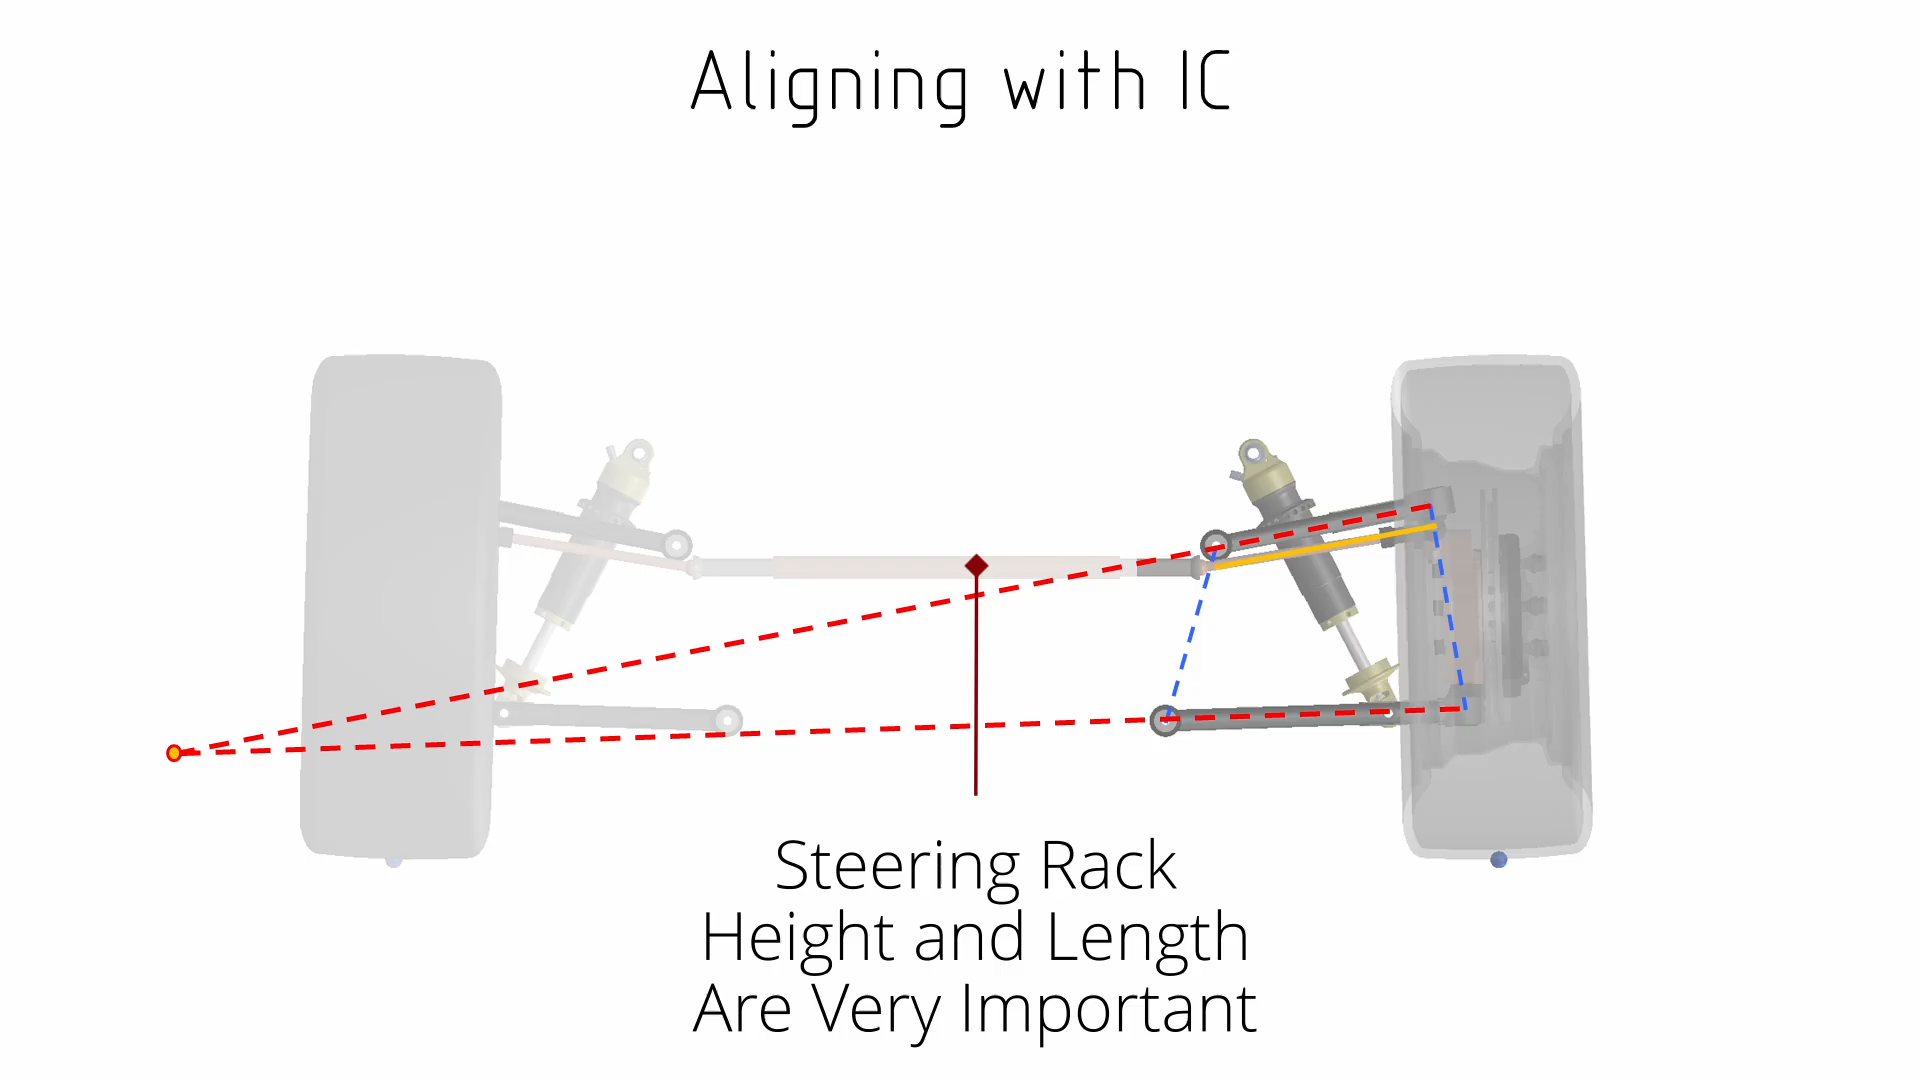 Aligning with IC
Steering Rack
Height and Length
Are Very Important